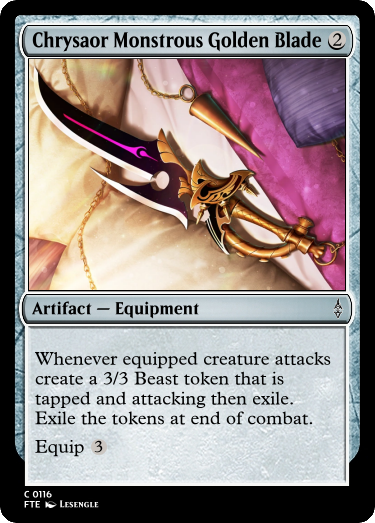 Chrysaor Monstrous Golden Blade 2
Artifact — Equipment
Whenever equipped creature attacks
create a 3/3 Beast token that is
tapped and attacking then exile.
Exile the tokens at end of combat.
Equip 3
C 0116
FTE Lesengle